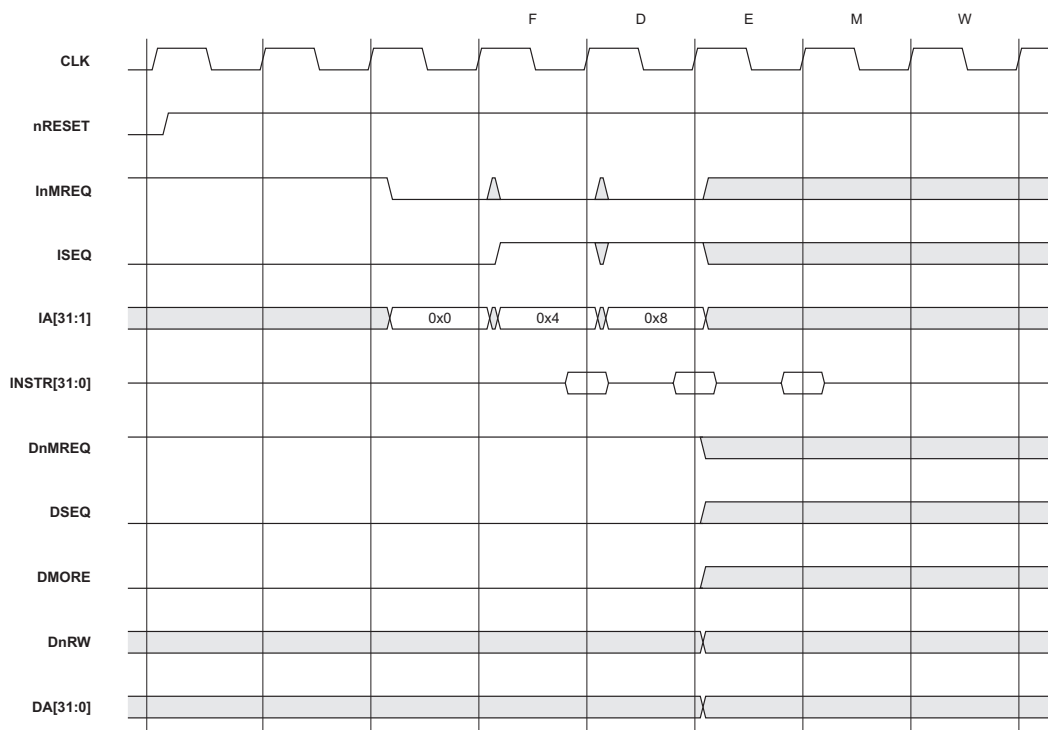 F D E M W
CLK
nRESET
InMREQ
ISEQ
IA[31:1] 0x0 0x4 0x8
INSTR[31:0]
DnMREQ
DSEQ
DMORE
DnRW
DA[31:0]